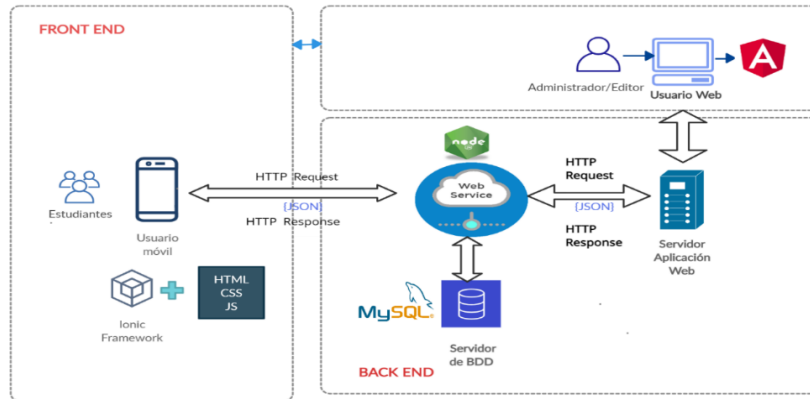 FRONT END
Estudiantes
Usuario
móvil
Ionic
Framework
HTML
CSS
JS
HTTP Request
{JSON}
HTTP Response
Administrador/Editor
Usuario Web
A
node
JS
Web
Service
HTTP
Request
{JSON}
HTTP
Response
Servidor
Aplicación
Web
MySQL®
Servidor
de BDD
BACK END